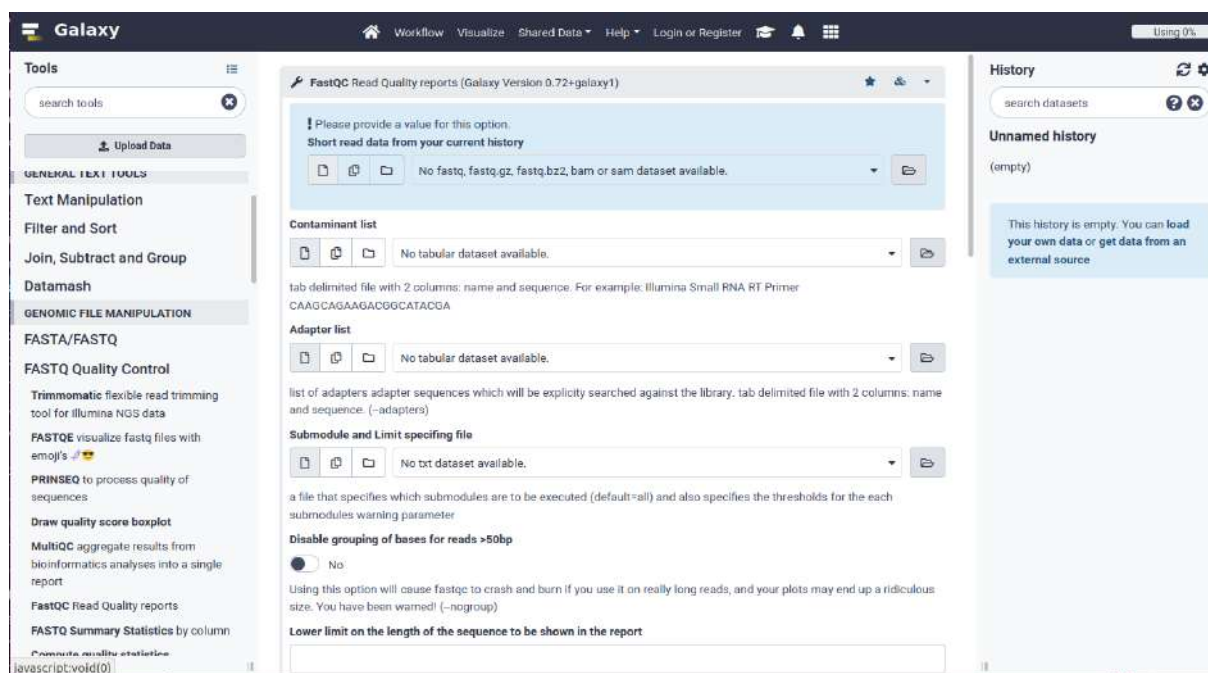 Galaxy
Workflow Visualize Shared Data Help Login or Register
Using 0%
Tools
search tools
Upload Data
GENERAL TEXT TOOLS
Text Manipulation
Filter and Sort
Join, Subtract and Group
Datamash
GENOMIC FILE MANIPULATION
FASTA/FASTQ
FASTQ Quality Control
Trimmomatic flexible read trimming
tool for Illumina NGS data
FASTQE visualize fastq files with
emoji's 🧬😎
PRINSEQ to process quality of
sequences
Draw quality score boxplot
MultiQC aggregate results from
bioinformatics analyses into a single
report
FastQC Read Quality reports
FASTQ Summary Statistics by column
Compute quality statistics
javascript:void(0)
FastQC Read Quality reports (Galaxy Version 0.72+galaxy1)
! Please provide a value for this option.
Short read data from your current history
No fastq, fastq.gz, fastq.bz2, bam or sam dataset available.
Contaminant list
No tabular dataset available.
tab delimited file with 2 columns: name and sequence. For example: Illumina Small RNA RT Primer
CAAGCAGAAGACGGCATACGA
Adapter list
No tabular dataset available.
list of adapters adapter sequences which will be explicity searched against the library. tab delimited file with 2 columns: name
and sequence. (--adapters)
Submodule and Limit specifing file
No txt dataset available.
a file that specifies which submodules are to be executed (default=all) and also specifies the thresholds for the each
submodules warning parameter
Disable grouping of bases for reads >50bp
No
Using this option will cause fastqc to crash and burn if you use it on really long reads, and your plots may end up a ridiculous
size. You have been warned! (--nogroup)
Lower limit on the length of the sequence to be shown in the report
History
search datasets
Unnamed history
(empty)
This history is empty. You can load
your own data or get data from an
external source